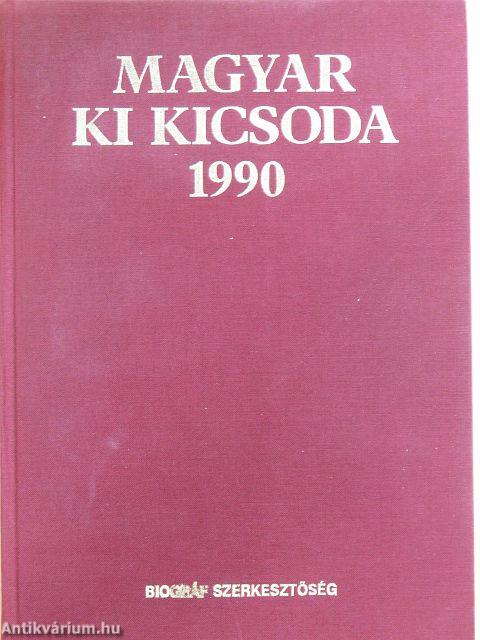 MAGYAR
KI KICSODA
1990
BIOGRÁF SZERKESZTŐSÉG
Antikvárium.hu